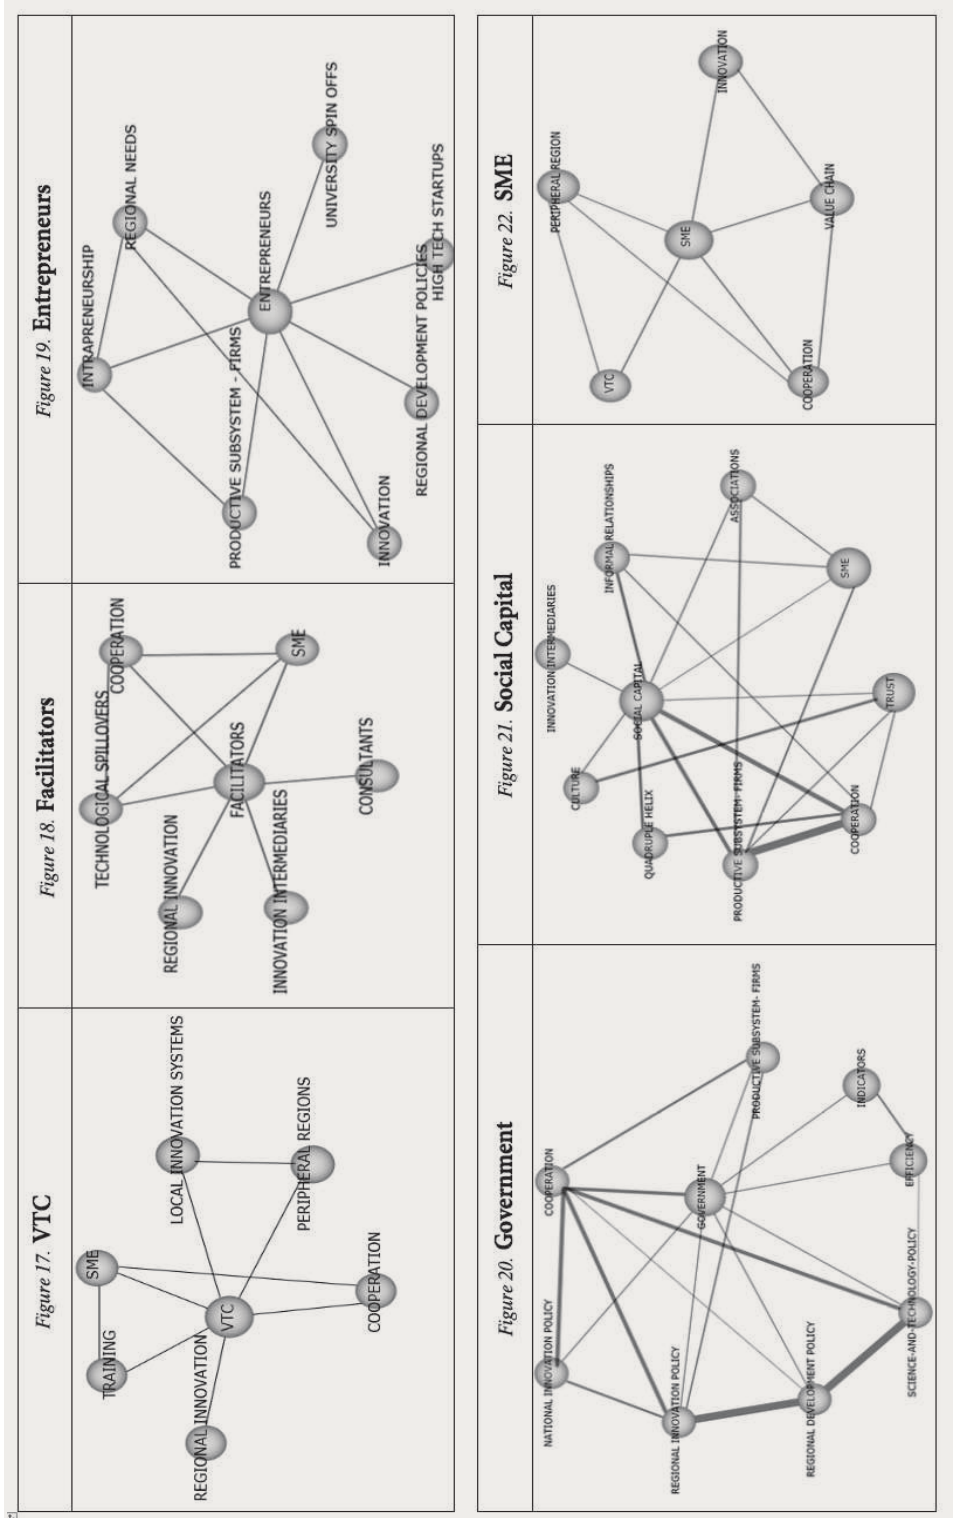 Figure 17. VTC
SME
TRAINING
LOCAL INNOVATION SYSTEMS
VTC
REGIONAL INNOVATION
PERIPHERAL REGIONS
COOPERATION
Figure 18. Facilitators
TECHNOLOGICAL SPILLOVERS
COOPERATION
REGIONAL INNOVATION
FACILITATORS
SME
INNOVATION INTERMEDIARIES
CONSULTANTS
Figure 19. Entrepreneurs
INTRAPRENEURSHIP
REGIONAL NEEDS
PRODUCTIVE SUBSYSTEM - FIRMS
ENTREPRENEURS
UNIVERSITY SPIN OFFS
INNOVATION
REGIONAL DEVELOPMENT POLICIES
HIGH TECH STARTUPS
Figure 20. Government
NATIONAL INNOVATION POLICY
COOPERATION
REGIONAL INNOVATION POLICY
GOVERNMENT
PRODUCTIVE SUBSYSTEM- FIRMS
REGIONAL DEVELOPMENT POLICY
INDICATORS
EFFICIENCY
SCIENCE-AND-TECHNOLOGY-POLICY
Figure 21. Social Capital
INNOVATION INTERMEDIARIES
CULTURE
INFORMAL RELATIONSHIPS
SOCIAL CAPITAL
QUADRUPLE HELIX
ASSOCIATIONS
PRODUCTIVE SUBSYSTEM- FIRMS
SME
COOPERATION
TRUST
Figure 22. SME
PERIPHERAL REGION
VTC
SME
INNOVATION
COOPERATION
VALUE CHAIN